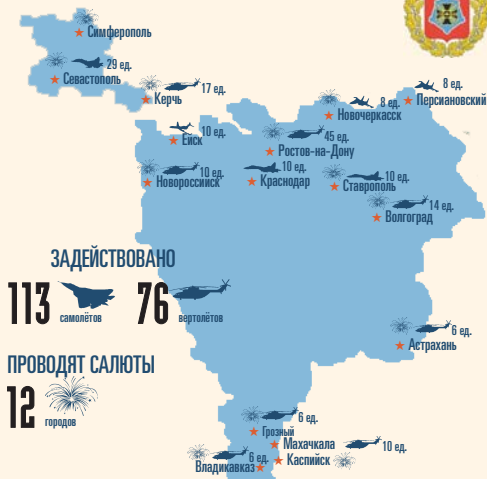 Симферополь
29 ед.
Севастополь
17 ед.
Керчь
8 ед.
Персиановский
8 ед.
Новочеркасск
10 ед.
Ейск
45 ед.
Ростов-на-Дону
10 ед.
Новороссийск
10 ед.
Краснодар
10 ед.
Ставрополь
14 ед.
Волгоград
ЗАДЕЙСТВОВАНО
113 самолётов 76 вертолётов
6 ед.
Астрахань
ПРОВОДЯТ САЛЮТЫ
12 городов
6 ед.
Грозный
Махачкала 10 ед.
6 ед.
Каспийск
Владикавказ